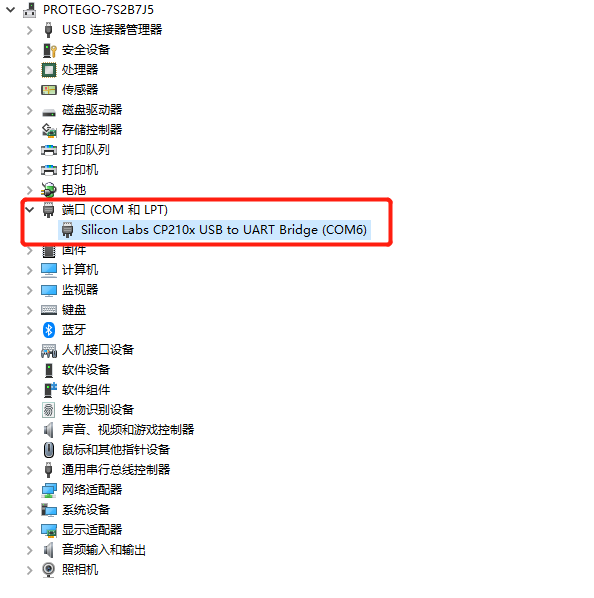 PROTEGO-7S2B7J5
USB 连接器管理器
安全设备
处理器
传感器
磁盘驱动器
存储控制器
打印队列
打印机
电池
端口 (COM 和 LPT)
Silicon Labs CP210x USB to UART Bridge (COM6)
固件
计算机
监视器
键盘
蓝牙
人机接口设备
软件设备
软件组件
生物识别设备
声音、视频和游戏控制器
鼠标和其他指针设备
通用串行总线控制器
网络适配器
系统设备
显示适配器
音频输入和输出
照相机